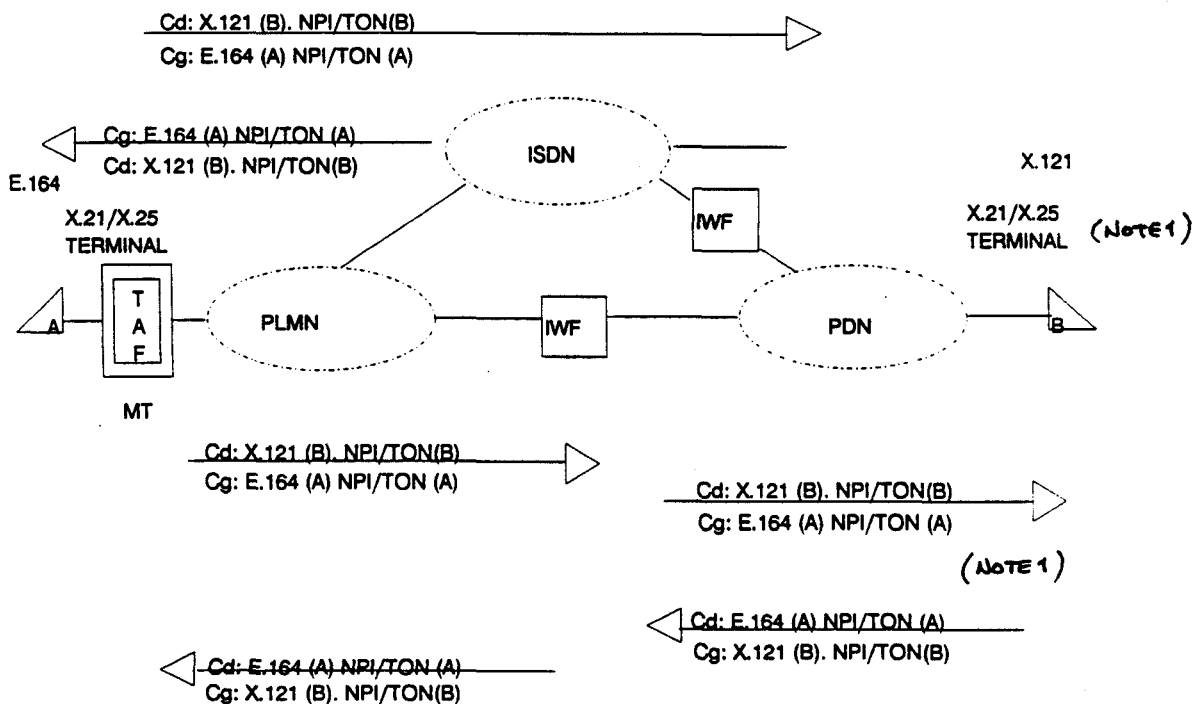 Cd: X.121 (B). NPI/TON(B)
Cg: E.164 (A) NPI/TON (A)
Cg: E.164 (A) NPI/TON (A)
Cd: X.121 (B). NPI/TON(B)
ISDN
E.164
X.121
X.21/X.25
TERMINAL
IWF
X.21/X.25
TERMINAL
(NOTE 1)
A
T
A
F
PLMN
IWF
PDN
B
MT
Cd: X.121 (B). NPI/TON(B)
Cg: E.164 (A) NPI/TON (A)
Cd: X.121 (B). NPI/TON(B)
Cg: E.164 (A) NPI/TON (A)
(NOTE 1)
Cd: E.164 (A) NPI/TON (A)
Cg: X.121 (B). NPI/TON(B)
Cd: E.164 (A) NPI/TON (A)
Cg: X.121 (B). NPI/TON(B)